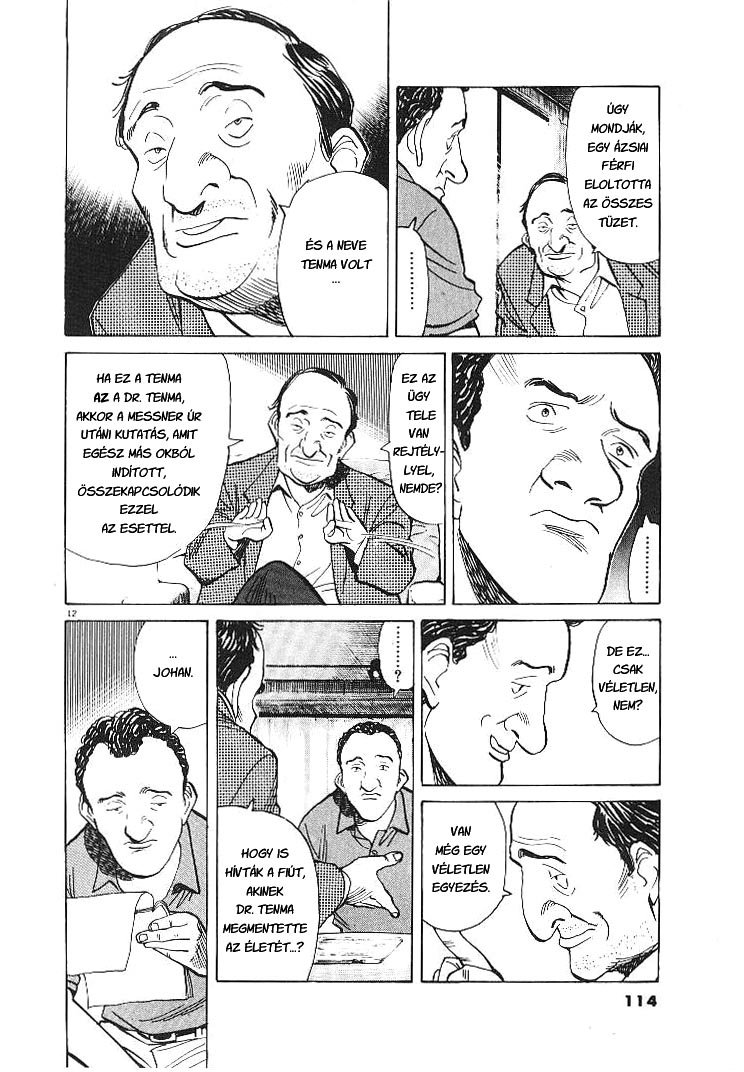 ÚGY
MONDJÁK,
EGY ÁZSIAI
FÉRFI
ELOLTOTTA
AZ ÖSSZES
TÜZET.
..........
ÉS A NEVE
TENMA VOLT
...
..........
EZ AZ
ÜGY
TELE
VAN
REJTÉLY-
LYEL,
NEMDE?
HA EZ A TENMA
AZ A DR. TENMA,
AKKOR A MESSNER ÚR
UTÁNI KUTATÁS, AMIT
EGÉSZ MÁS OKBÓL
INDÍTOTT,
ÖSSZEKAPCSOLÓDIK
EZZEL
AZ ESETTEL.
12
DE EZ...
CSAK
VÉLETLEN,
NEM?
VAN
MÉG EGY
VÉLETLEN
EGYEZÉS.
..........?
HOGY IS
HÍVTÁK A FIÚT,
AKINEK
DR. TENMA
MEGMENTETTE
AZ ÉLETÉT...?
...
JOHAN.
114